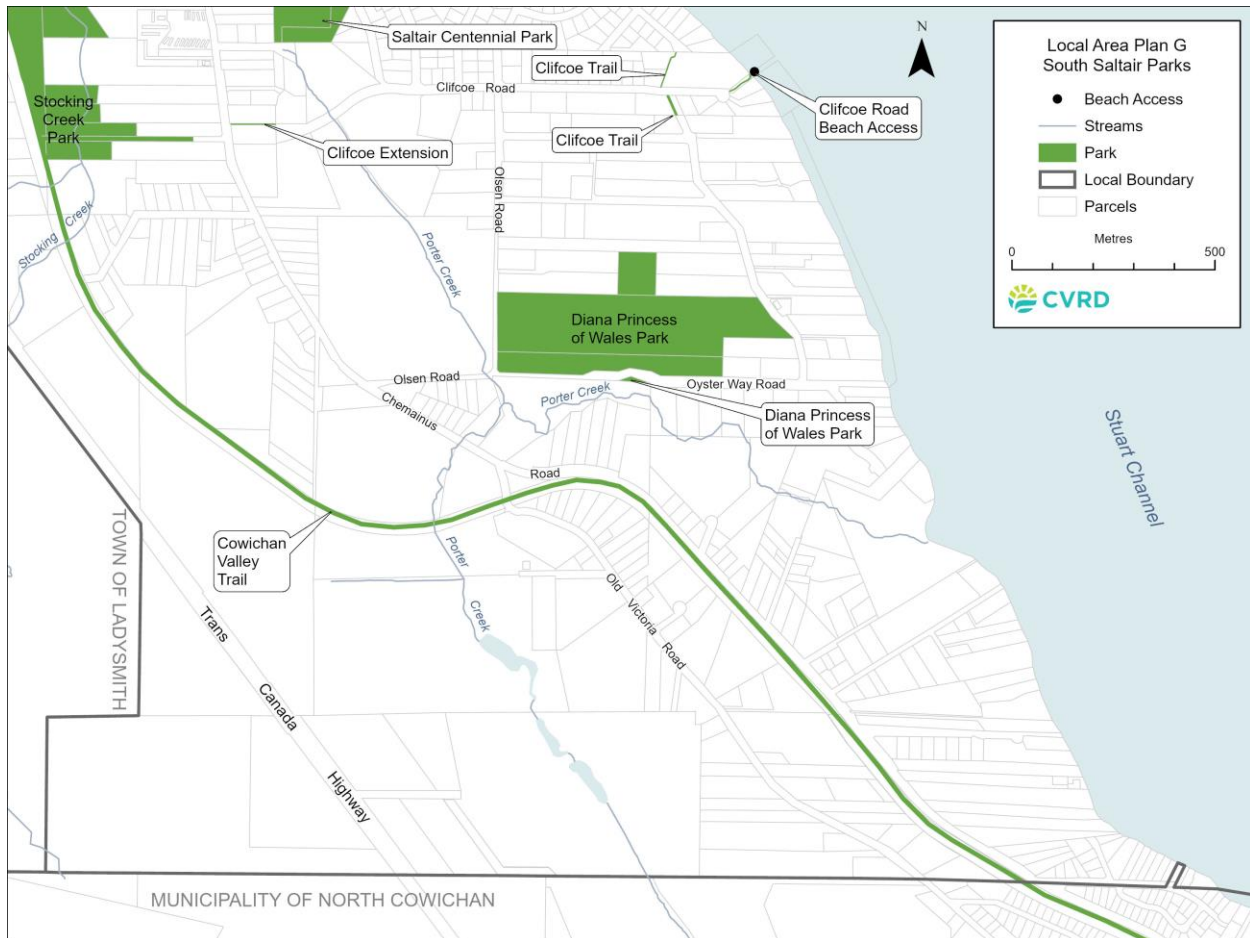 Saltair Centennial Park
Clifcoe Trail
Clifcoe Road
Clifcoe Road
Beach Access
Clifcoe Trail
Stocking
Creek
Park
Clifcoe Extension
Olsen Road
Stocking Creek
Porter Creek
Diana Princess
of Wales Park
Olsen Road
Porter Creek
Oyster Way Road
Diana Princess
of Wales Park
Chemainus
Road
Stuart Channel
Cowichan
Valley
Trail
Porter
Creek
Old Victoria Road
TOWN OF LADYSMITH
Trans
Canada
Highway
MUNICIPALITY OF NORTH COWICHAN
N
Local Area Plan G
South Saltair Parks
Beach Access
Streams
Park
Local Boundary
Parcels
Metres
0 500
CVRD